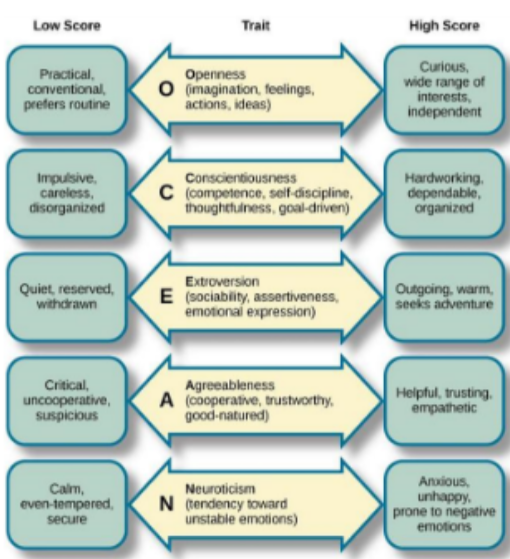 Low Score
Trait
High Score
Practical,
conventional,
prefers routine
O
Openness
(imagination, feelings,
actions, ideas)
Curious,
wide range of
interests,
independent
Impulsive,
careless,
disorganized
C
Conscientiousness
(competence, self-discipline,
thoughtfulness, goal-driven)
Hardworking,
dependable,
organized
Quiet, reserved,
withdrawn
E
Extroversion
(sociability, assertiveness,
emotional expression)
Outgoing, warm,
seeks adventure
Critical,
uncooperative,
suspicious
A
Agreeableness
(cooperative, trustworthy,
good-natured)
Helpful, trusting,
empathetic
Calm,
even-tempered,
secure
N
Neuroticism
(tendency toward
unstable emotions)
Anxious,
unhappy,
prone to negative
emotions